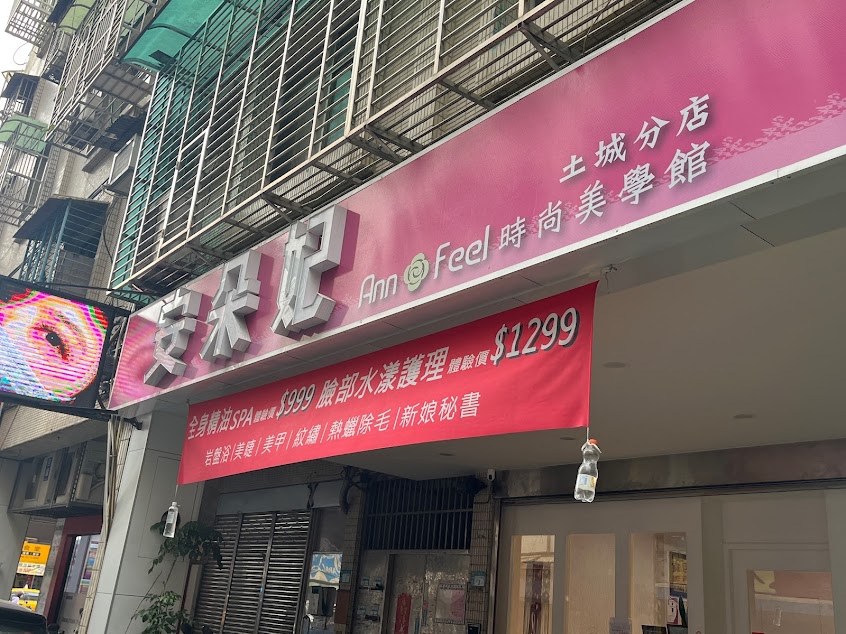 土城分店
安朵妃 Ann Feel 時尚美學館
全身精油SPA 體驗價 $999 臉部水漾護理 體驗價 $1299
岩盤浴|美睫|美甲|紋繡|熱蠟除毛|新娘秘書